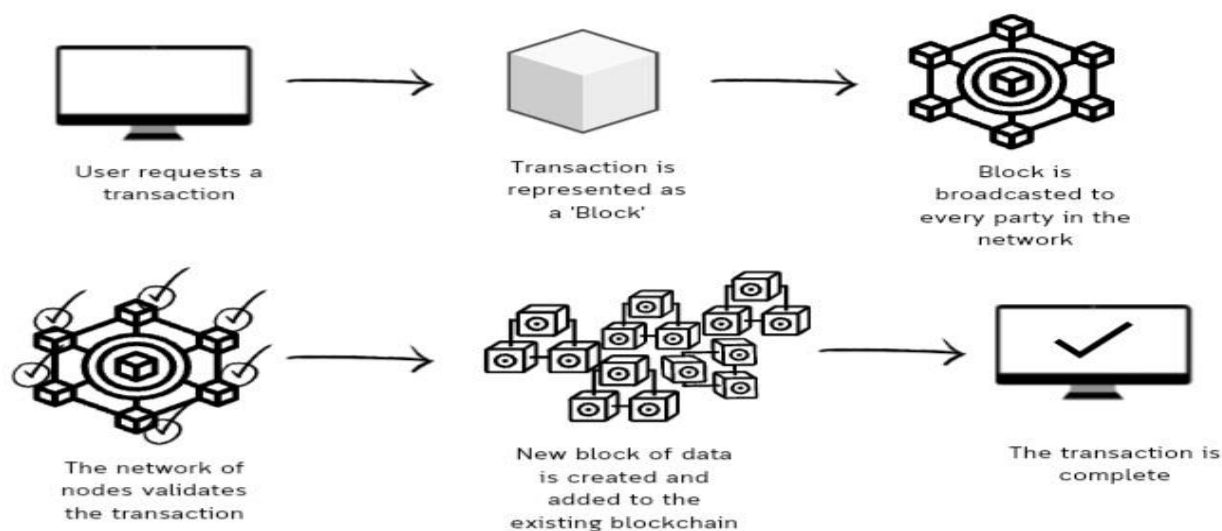 User requests a
transaction
Transaction is
represented as
a 'Block'
Block is
broadcasted to
every party in the
network
The network of
nodes validates
the transaction
New block of data
is created and
added to the
existing blockchain
The transaction is
complete